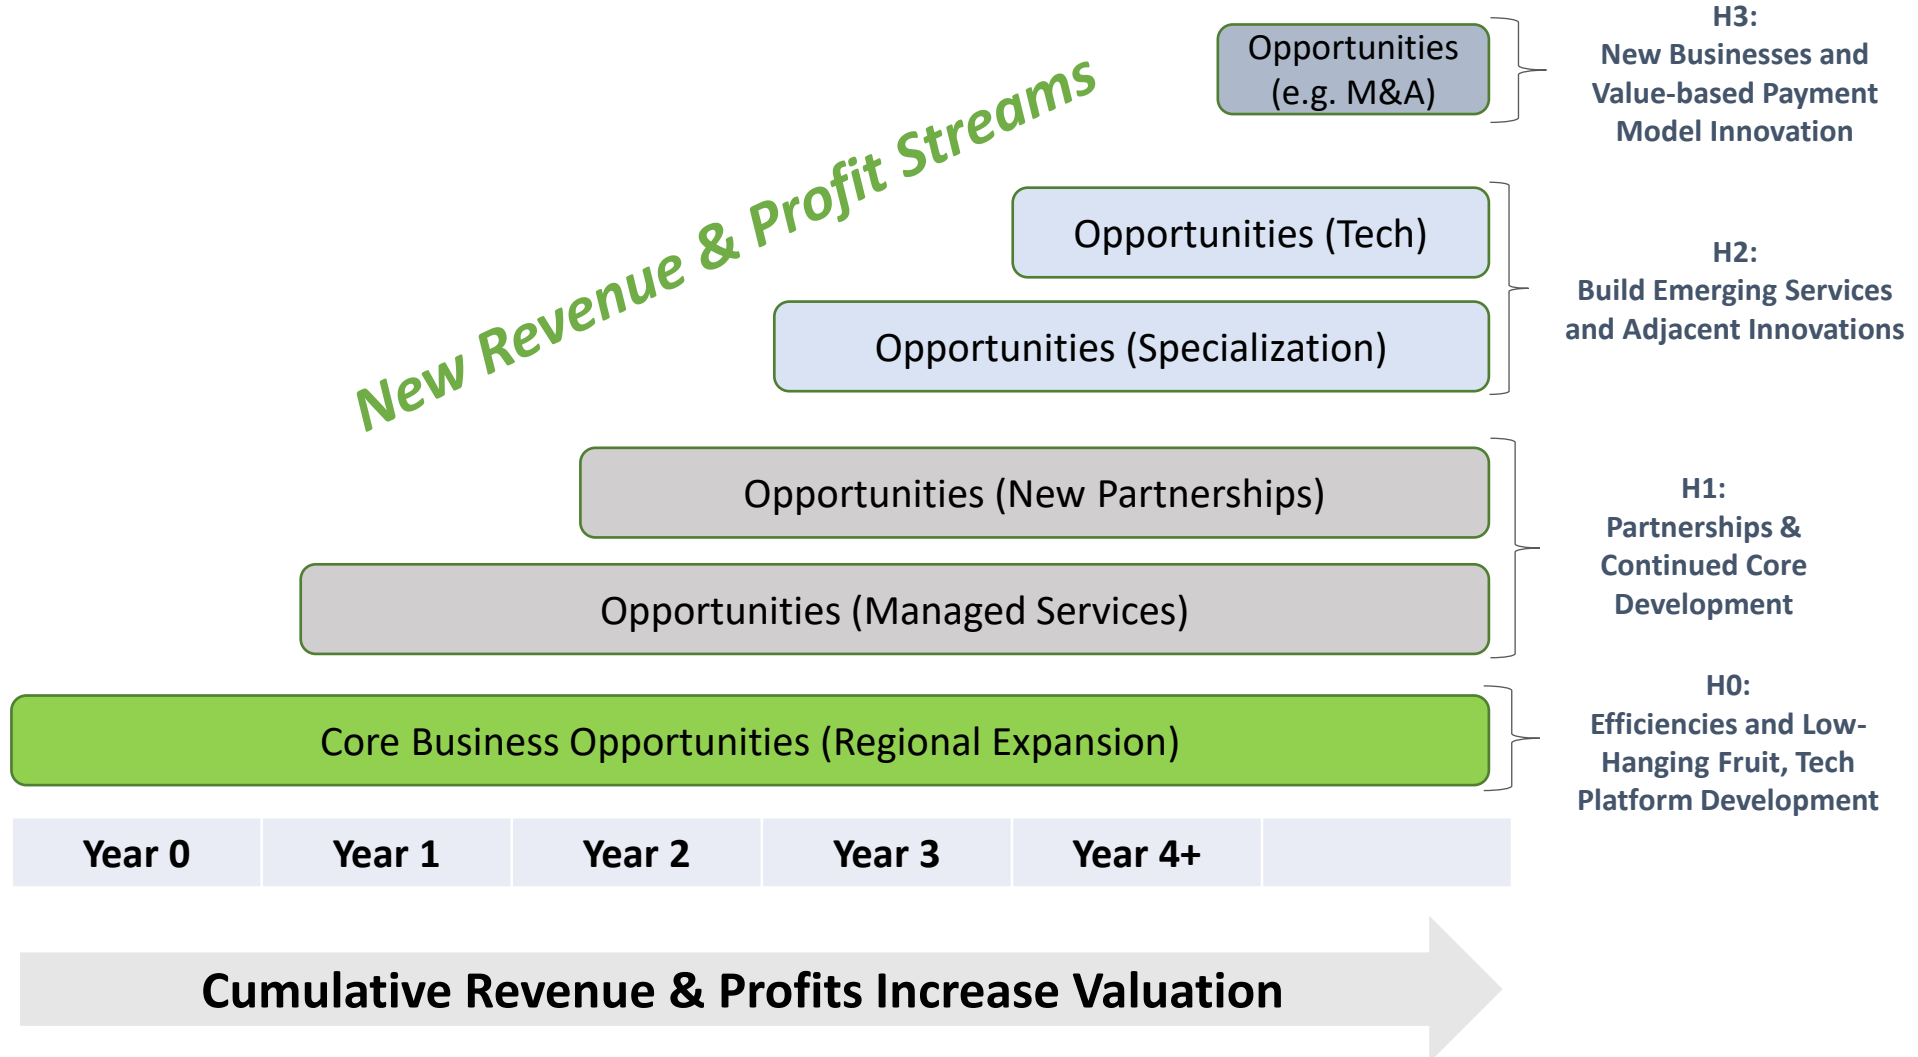 Opportunities
(e.g. M&A)
H3:
New Businesses and
Value-based Payment
Model Innovation
New Revenue & Profit Streams
Opportunities (Tech)
Opportunities (Specialization)
H2:
Build Emerging Services
and Adjacent Innovations
Opportunities (New Partnerships)
Opportunities (Managed Services)
H1:
Partnerships &
Continued Core
Development
Core Business Opportunities (Regional Expansion)
H0:
Efficiencies and Low-
Hanging Fruit, Tech
Platform Development
Year 0 Year 1 Year 2 Year 3 Year 4+
Cumulative Revenue & Profits Increase Valuation